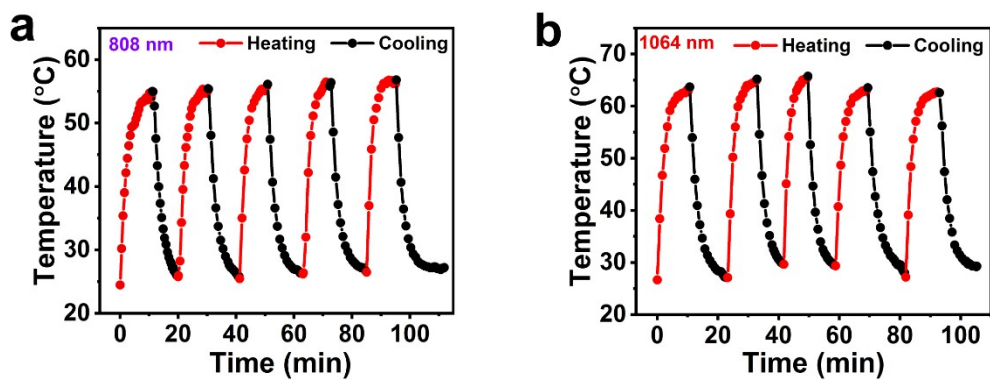 a
808 nm
Heating
Cooling
Temperature (°C)
60
50
40
30
20
0 20 40 60 80 100
Time (min)
b
1064 nm
Heating
Cooling
Temperature (°C)
70
60
50
40
30
20
0 20 40 60 80 100
Time (min)